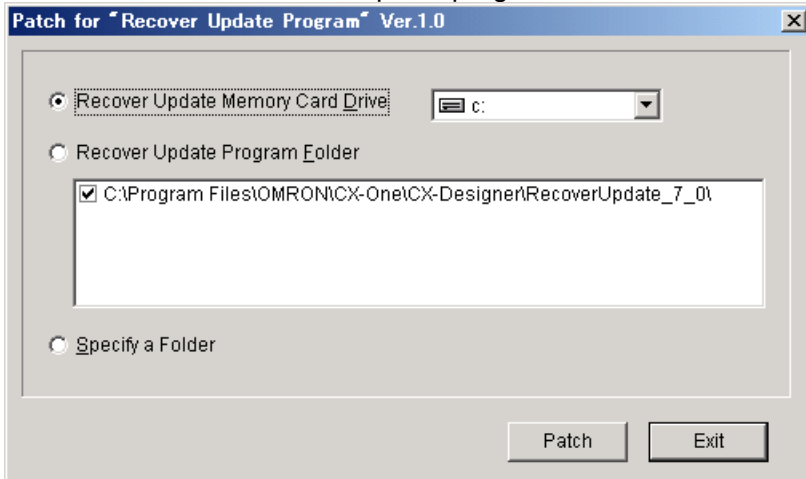 Patch for "Recover Update Program" Ver.1.0
Recover Update Memory Card Drive
c:
Recover Update Program Folder
C:\Program Files\OMRON\CX-One\CX-Designer\RecoverUpdate_7_0\
Specify a Folder
Patch
Exit